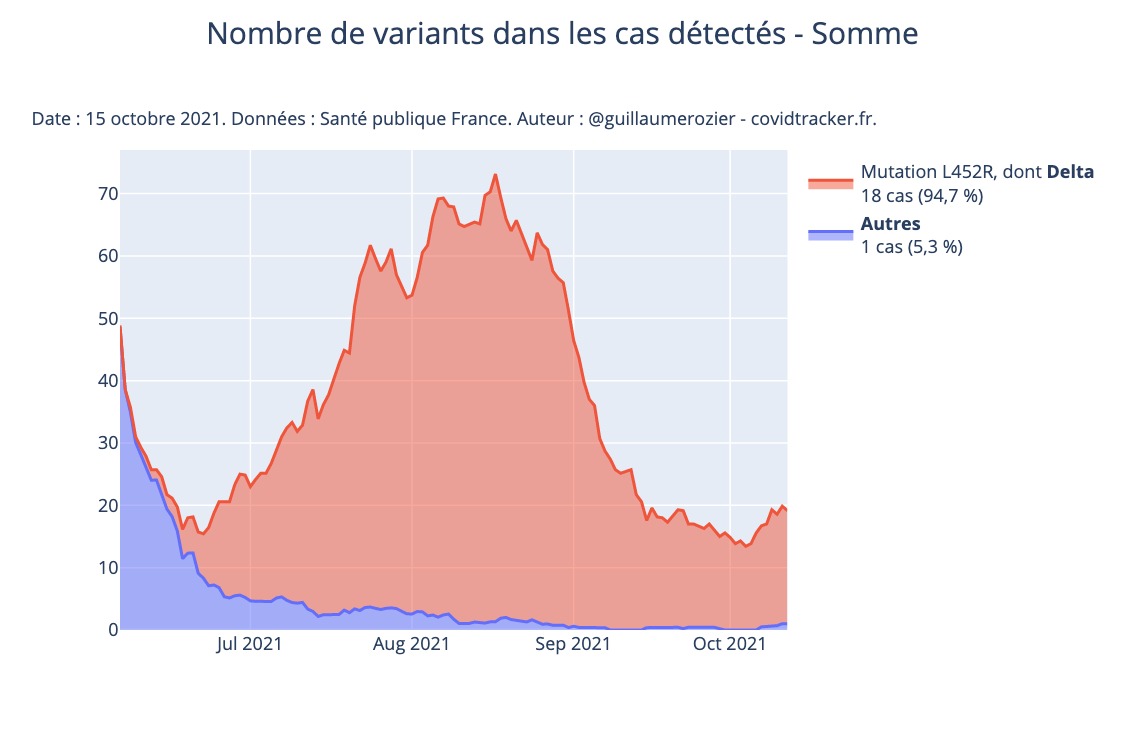 Nombre de variants dans les cas détectés - Somme
Date : 15 octobre 2021. Données : Santé publique France. Auteur : @guillaumerozier - covidtracker.fr.
Mutation L452R, dont Delta
18 cas (94,7 %)
Autres
1 cas (5,3 %)
70
60
50
40
30
20
10
0
Jul 2021 Aug 2021 Sep 2021 Oct 2021